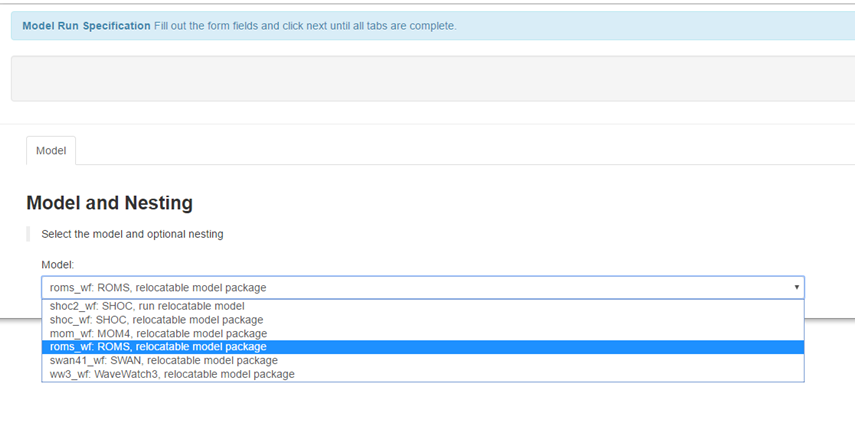 Model Run Specification Fill out the form fields and click next until all tabs are complete.
Model
Model and Nesting
Select the model and optional nesting
Model:
roms_wf: ROMS, relocatable model package
shoc2_wf: SHOC, run relocatable model
shoc_wf: SHOC, relocatable model package
mom_wf: MOM4, relocatable model package
roms_wf: ROMS, relocatable model package
swan41_wf: SWAN, relocatable model package
ww3_wf: WaveWatch3, relocatable model package